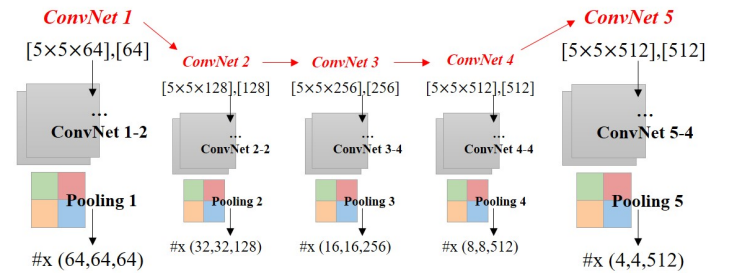 ConvNet 1
[5×5×64],[64]
...
ConvNet 1-2
Pooling 1
#x (64,64,64)
ConvNet 2
[5×5×128],[128]
...
ConvNet 2-2
Pooling 2
#x (32,32,128)
ConvNet 3
[5×5×256],[256]
...
ConvNet 3-4
Pooling 3
#x (16,16,256)
ConvNet 4
[5×5×512],[512]
...
ConvNet 4-4
Pooling 4
#x (8,8,512)
ConvNet 5
[5×5×512],[512]
...
ConvNet 5-4
Pooling 5
#x (4,4,512)